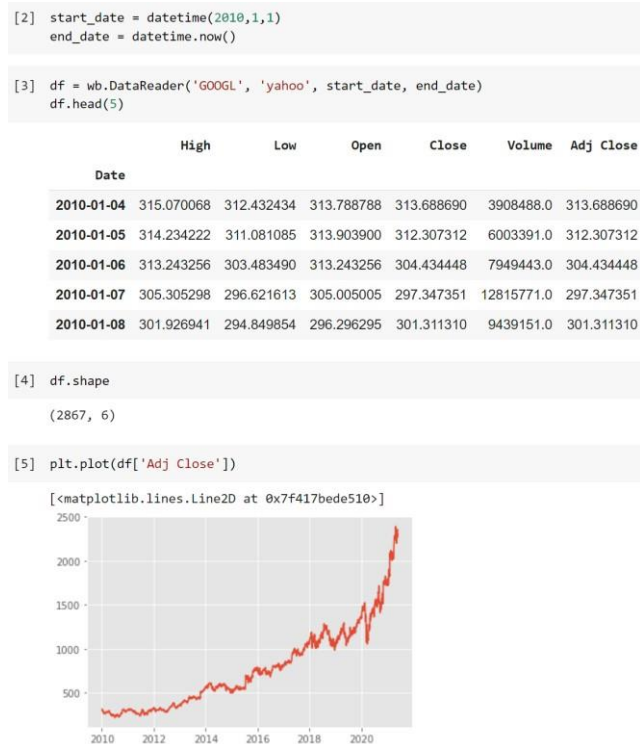 [2] start_date = datetime(2010,1,1)
end_date = datetime.now()
[3] df = wb.DataReader('GOOGL', 'yahoo', start_date, end_date)
df.head(5)
High Low Open Close Volume Adj Close
Date
2010-01-04 315.070068 312.432434 313.788788 313.688690 3908488.0 313.688690
2010-01-05 314.234222 311.081085 313.903900 312.307312 6003391.0 312.307312
2010-01-06 313.243256 303.483490 313.243256 304.434448 7949443.0 304.434448
2010-01-07 305.305298 296.621613 305.005005 297.347351 12815771.0 297.347351
2010-01-08 301.926941 294.849854 296.296295 301.311310 9439151.0 301.311310
[4] df.shape
(2867, 6)
[5] plt.plot(df['Adj Close'])
[<matplotlib.lines.Line2D at 0x7f417bede510>]
2500
2000
1500
1000
500
2010 2012 2014 2016 2018 2020